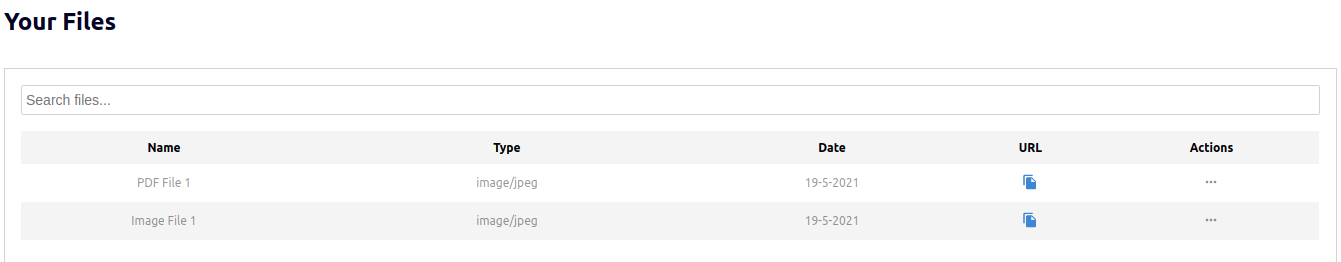 Your Files
Search files...
Name Type Date URL Actions
PDF File 1 image/jpeg 19-5-2021 ...
Image File 1 image/jpeg 19-5-2021 ...